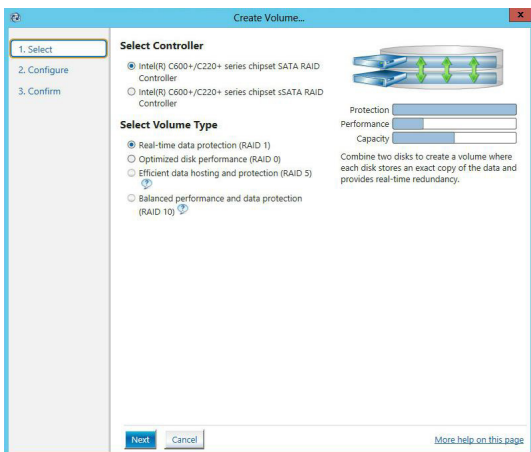 Create Volume...
x
1. Select
2. Configure
3. Confirm
Select Controller
Intel(R) C600+/C220+ series chipset SATA RAID
Controller
Intel(R) C600+/C220+ series chipset sSATA RAID
Controller
Select Volume Type
Real-time data protection (RAID 1)
Optimized disk performance (RAID 0)
Efficient data hosting and protection (RAID 5)
?
Balanced performance and data protection
(RAID 10) ?
Protection
Performance
Capacity
Combine two disks to create a volume where
each disk stores an exact copy of the data and
provides real-time redundancy.
Next
Cancel
More help on this page